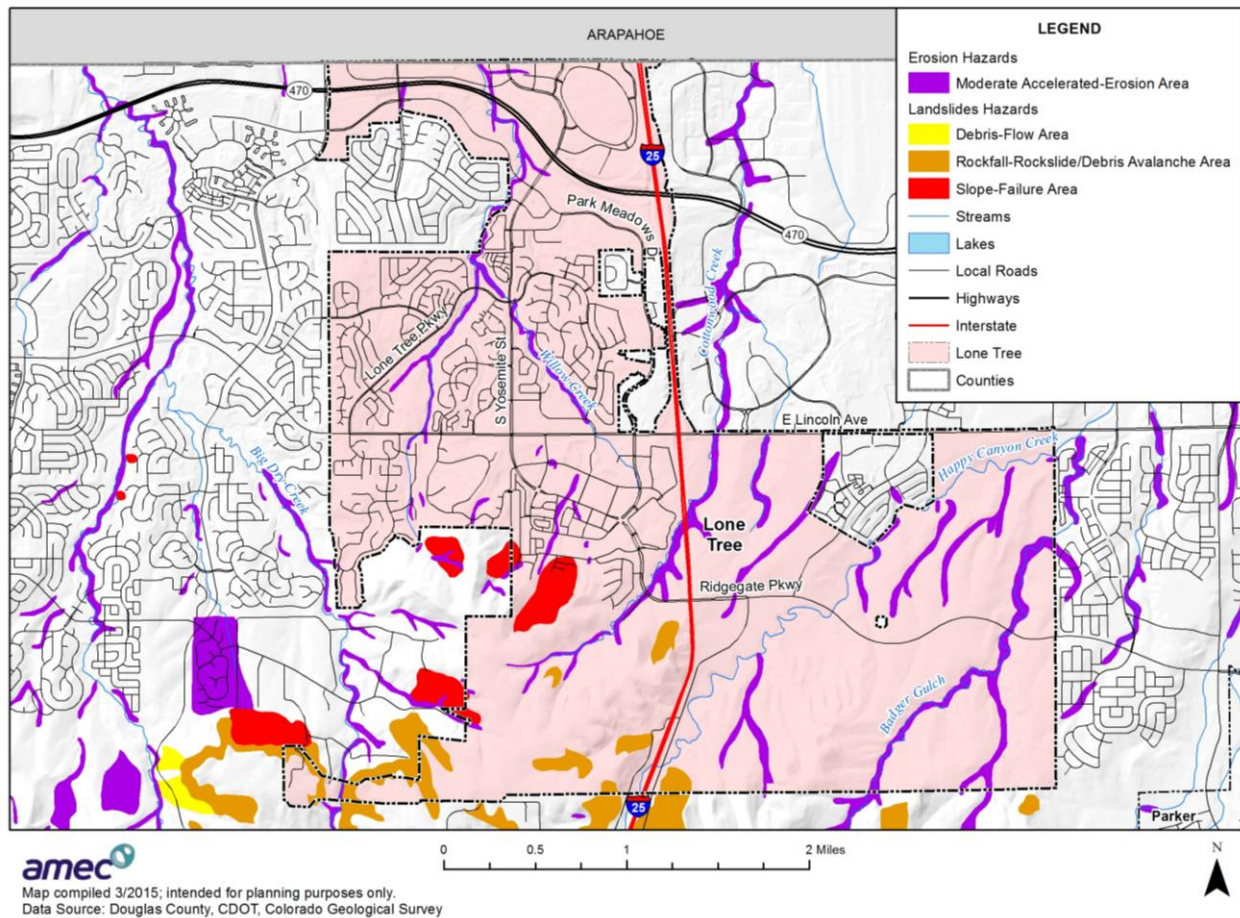 ARAPAHOE
470
25
Park Meadows Dr
470
Cottonwood Creek
Lone Tree Pkwy
S Yosemite St
Willow Creek
E Lincoln Ave
Big Dry Creek
Happy Canyon Creek
Lone
Tree
Ridgegate Pkwy
Badger Gulch
25
Parker
LEGEND
Erosion Hazards
Moderate Accelerated-Erosion Area
Landslides Hazards
Debris-Flow Area
Rockfall-Rockslide/Debris Avalanche Area
Slope-Failure Area
Streams
Lakes
Local Roads
Highways
Interstate
Lone Tree
Counties
amec
0 0.5 1 2 Miles
N
Map compiled 3/2015; intended for planning purposes only.
Data Source: Douglas County, CDOT, Colorado Geological Survey